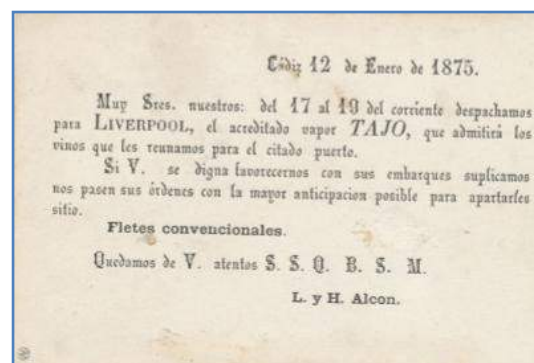 Cádiz 12 de Enero de 1875.
Muy Sres. nuestros: del 17 al 19 del corriente despachamos
para LIVERPOOL, el acreditado vapor TAJO, que admitirá los
vinos que les reunamos para el citado puerto.
Si V. se digna favorecernos con sus embarques suplicamos
nos pasen sus órdenes con la mayor anticipacion posible para apartarles
sitio.
Fletes convencionales.
Quedamos de V. atentos S. S. Q. B. S. M.
L. y H. Alcon.